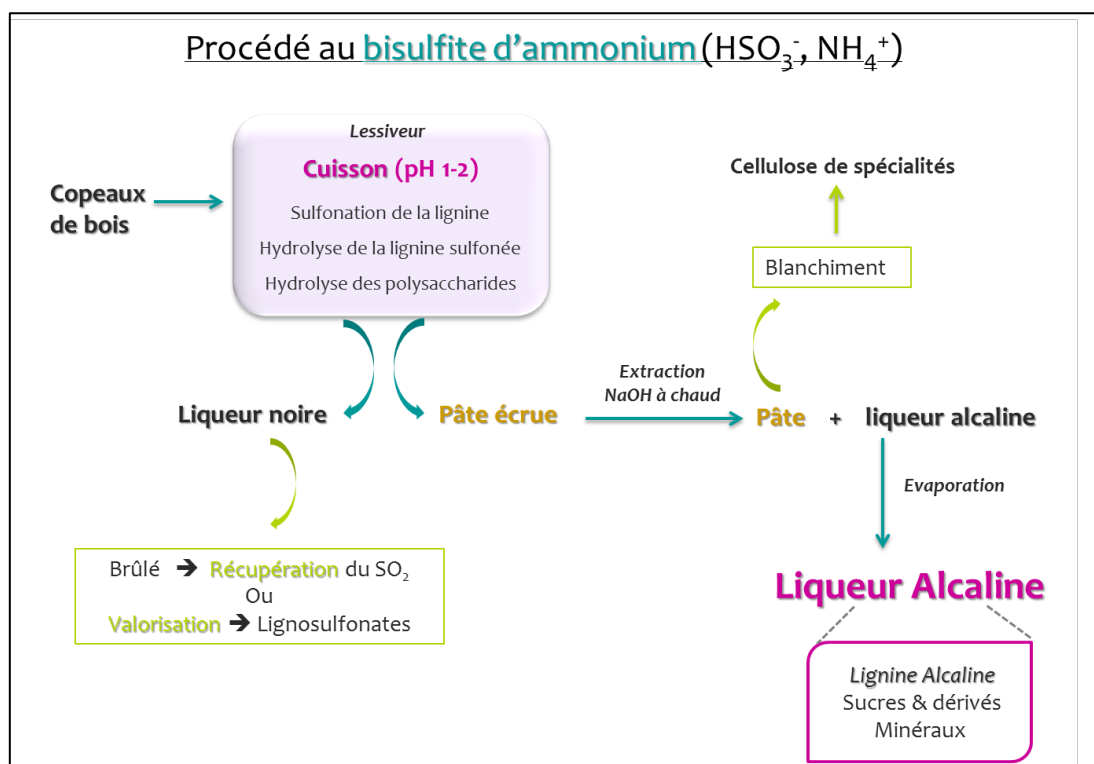 Procédé au bisulfite d’ammonium (HSO₃⁻, NH₄⁺)
Lessiveur
Cuisson (pH 1-2)
Sulfonation de la lignine
Hydrolyse de la lignine sulfonée
Hydrolyse des polysaccharides
Copeaux
de bois
Cellulose de spécialités
Blanchiment
Extraction
NaOH à chaud
Liqueur noire
Pâte écrue
Pâte + liqueur alcaline
Evaporation
Brûlé ➔ Récupération du SO₂
Ou
Valorisation ➔ Lignosulfonates
Liqueur Alcaline
Lignine Alcaline
Sucres & dérivés
Minéraux